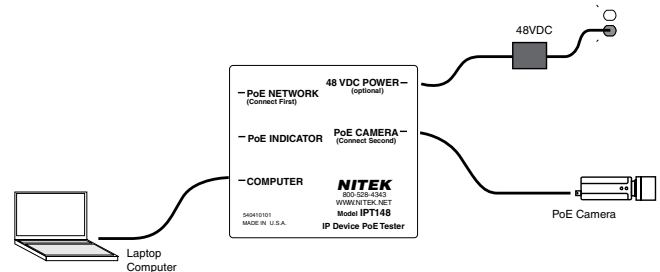 48VDC
PoE NETWORK
(Connect First)
48 VDC POWER
(optional)
PoE INDICATOR
PoE CAMERA
(Connect Second)
COMPUTER
NITEK
800-528-4343
WWW.NITEK.NET
Model IPT148
IP Device PoE Tester
540410101
MADE IN U.S.A.
PoE Camera
Laptop
Computer